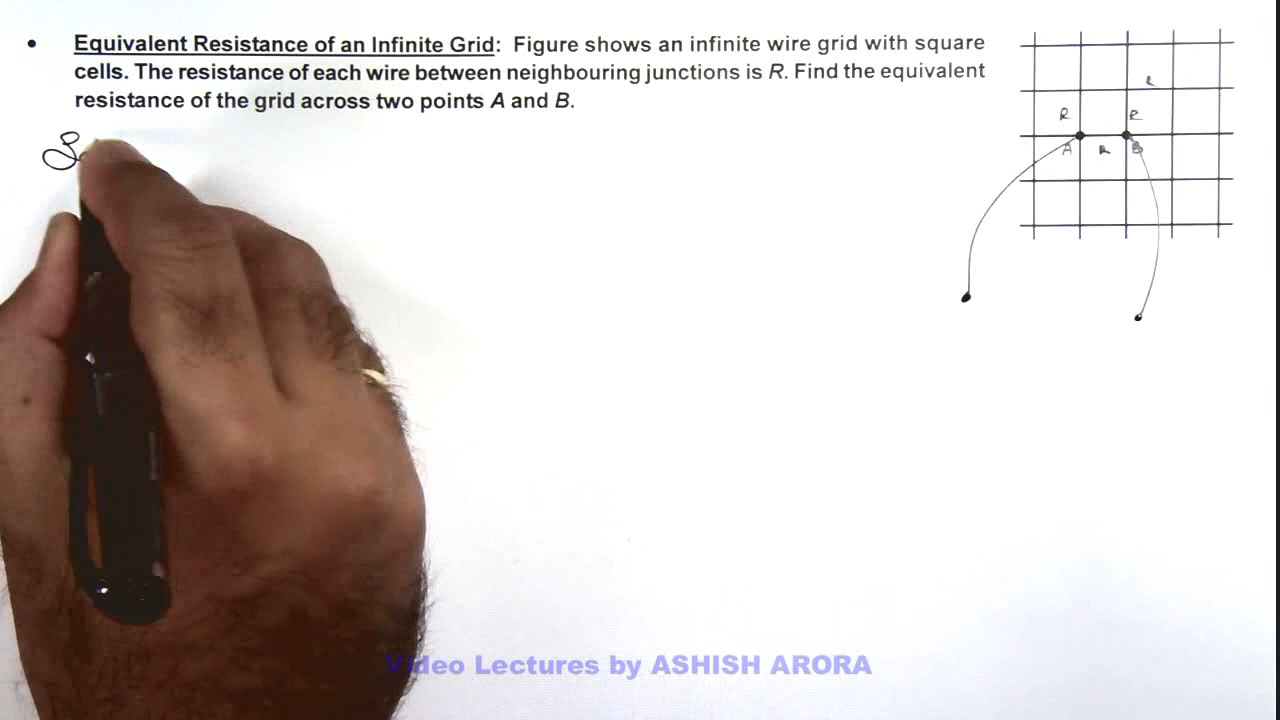 • Equivalent Resistance of an Infinite Grid: Figure shows an infinite wire grid with square
cells. The resistance of each wire between neighbouring junctions is R. Find the equivalent
resistance of the grid across two points A and B.
R
R
R
A
R
B
Video Lectures by ASHISH ARORA